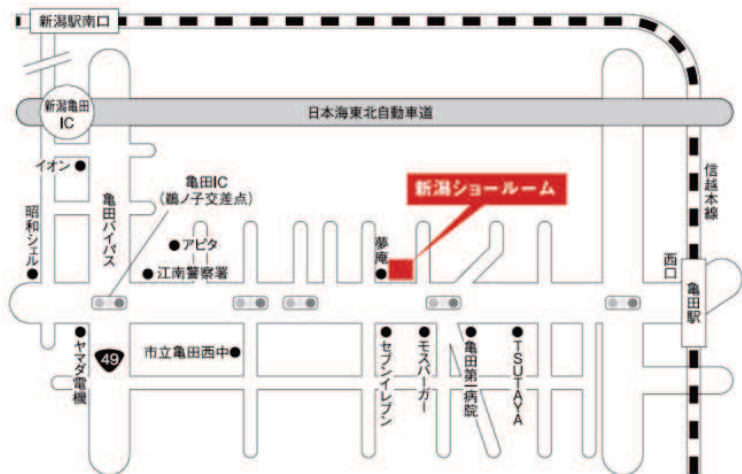 新潟駅南口
新潟亀田
IC
日本海東北自動車道
イオン
亀田IC
(鵜ノ子交差点)
新潟ショールーム
信越本線
昭和シェル
亀田バイパス
アピタ
夢庵
江南警察署
西口
亀田駅
ヤマダ電機
49
市立亀田西中
セブンイレブン
モスバーガー
亀田第一病院
TSUTAYA